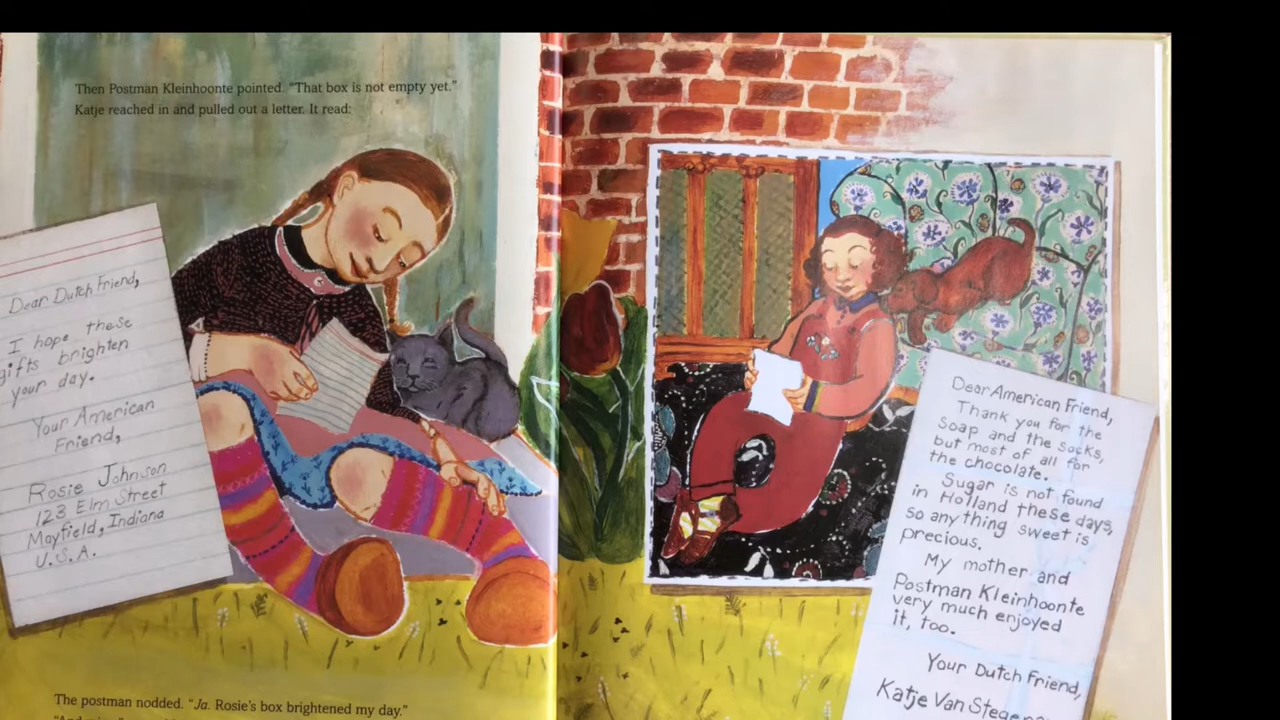 Then Postman Kleinhoonte pointed. "That box is not empty yet."
Katje reached in and pulled out a letter. It read:
Dear Dutch Friend,
I hope these
gifts brighten
your day.
Your American
Friend,
Rosie Johnson
123 Elm Street
Mayfield, Indiana
U.S.A.
The postman nodded. "Ja. Rosie's box brightened my day."
Dear American Friend,
Thank you for the
soap and the socks,
but most of all for
the chocolate.
Sugar is not found
in Holland these days,
so anything sweet is
precious.
My mother and
Postman Kleinhoonte
very much enjoyed
it, too.
Your Dutch Friend,
Katje Van